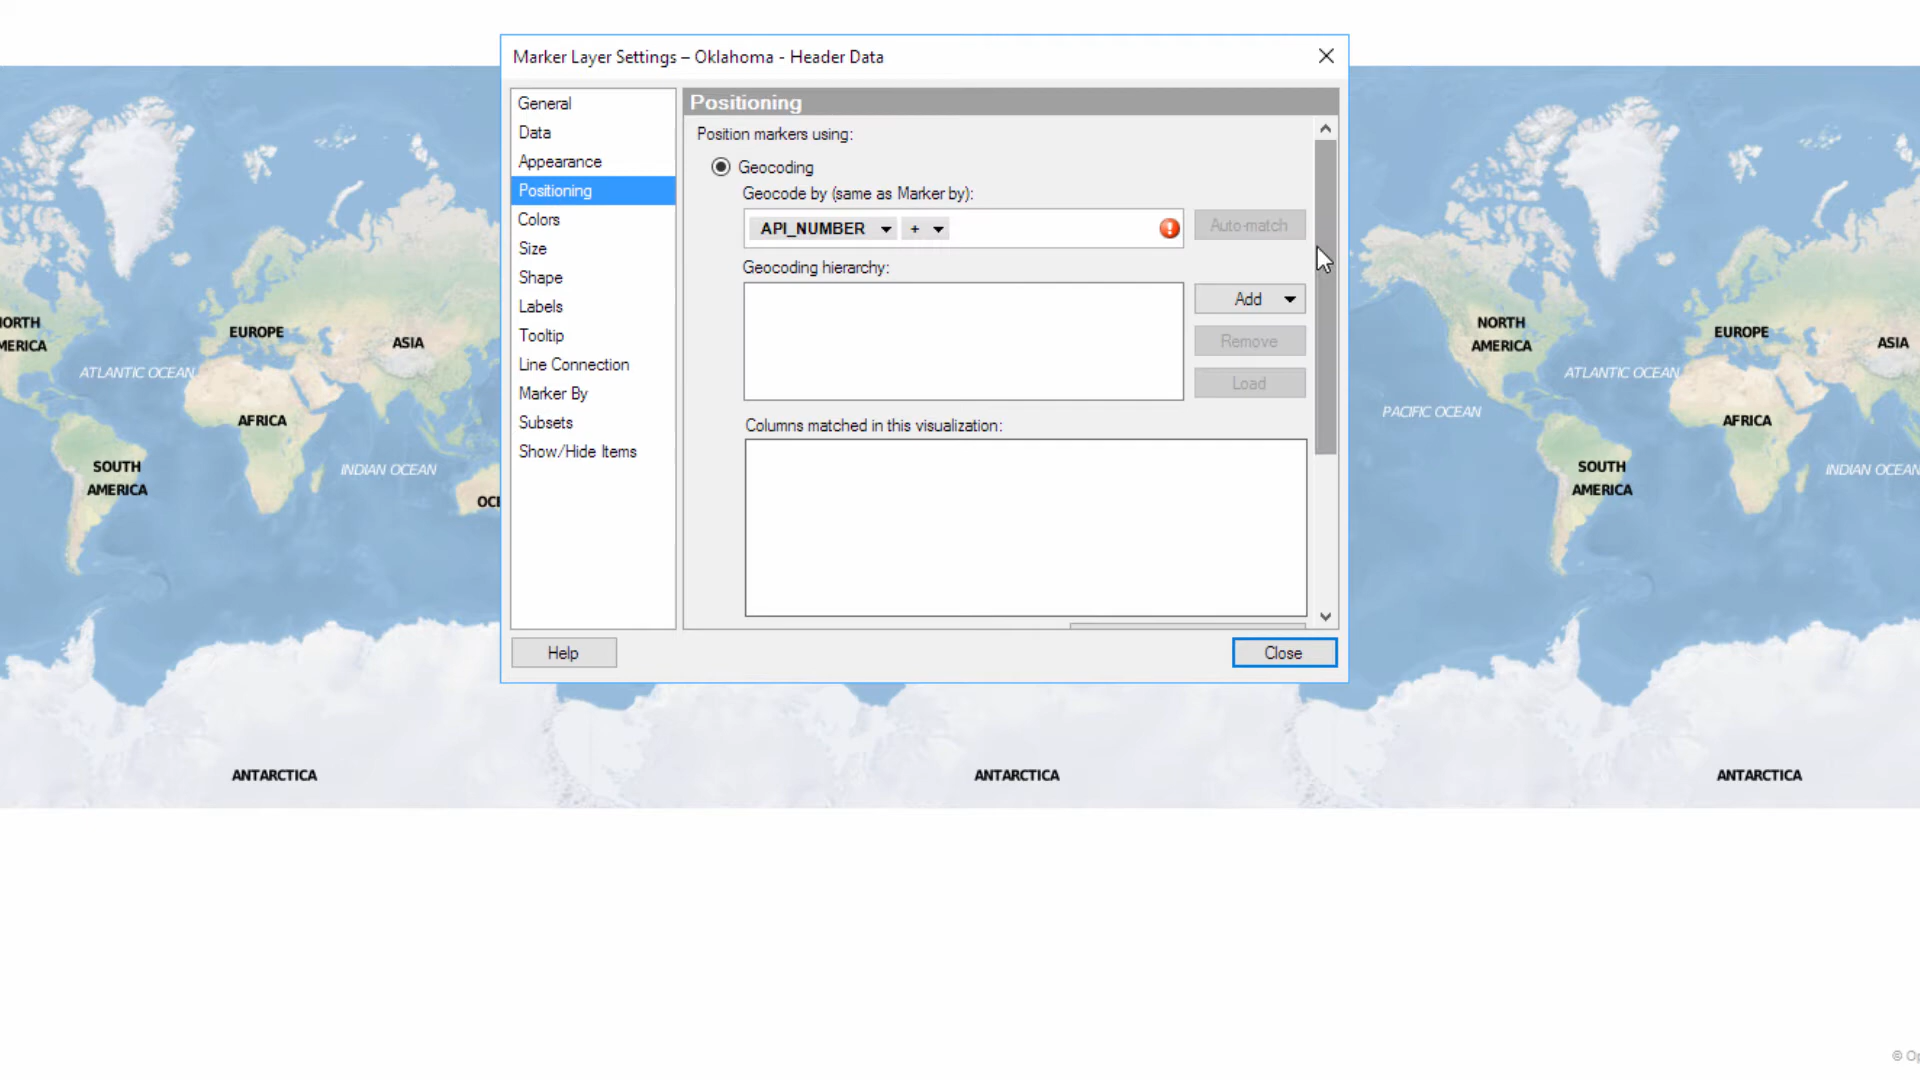 Marker Layer Settings – Oklahoma - Header Data
General
Data
Appearance
Positioning
Colors
Size
Shape
Labels
Tooltip
Line Connection
Marker By
Subsets
Show/Hide Items
Positioning
Position markers using:
Geocoding
Geocode by (same as Marker by):
API_NUMBER
+
Auto-match
Geocoding hierarchy:
Add
Remove
Load
Columns matched in this visualization:
Help
Close
EUROPE
ASIA
ATLANTIC OCEAN
AFRICA
INDIAN OCEAN
SOUTH
AMERICA
ANTARCTICA
ANTARCTICA
NORTH
AMERICA
EUROPE
ASIA
ATLANTIC OCEAN
PACIFIC OCEAN
AFRICA
INDIAN OCEAN
SOUTH
AMERICA
ANTARCTICA